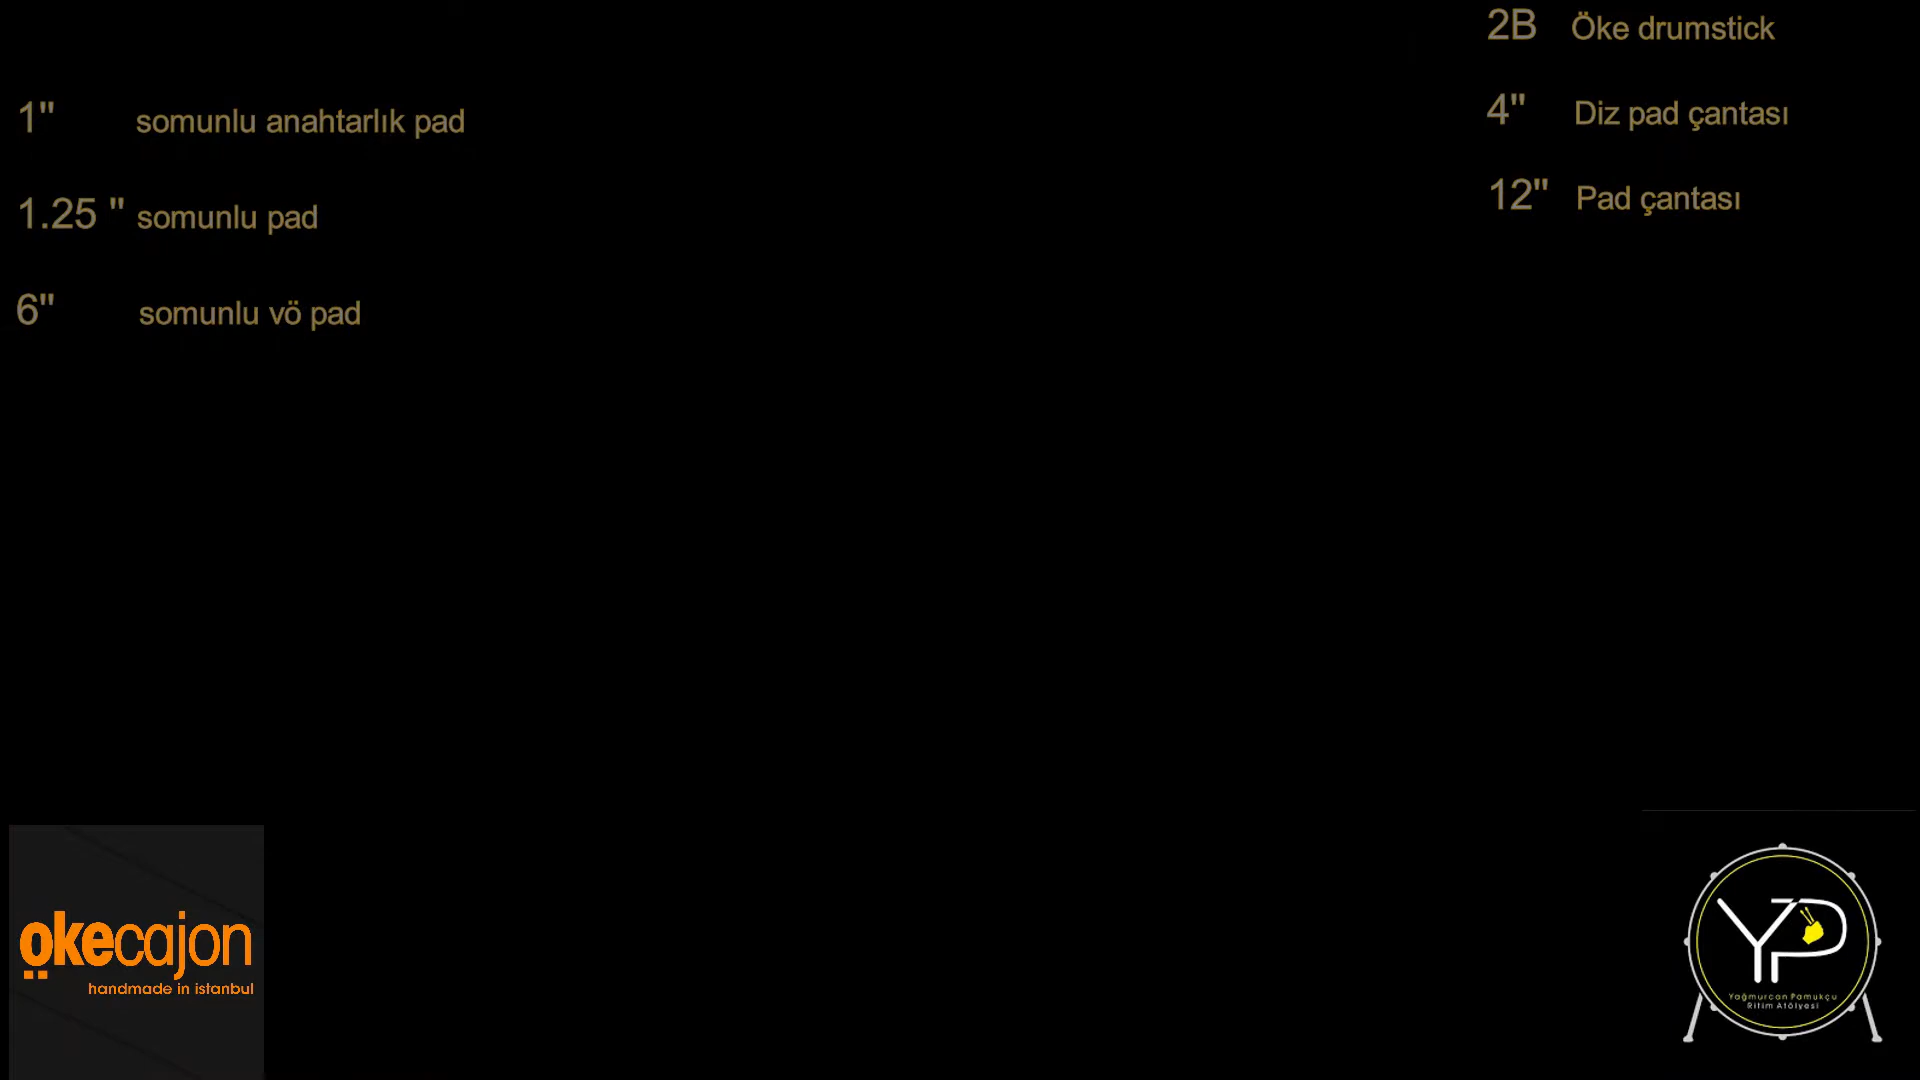 1" somunlu anahtarlık pad
1.25 " somunlu pad
6" somunlu vö pad
2B Öke drumstick
4" Diz pad çantası
12" Pad çantası
ökecajon
handmade in istanbul
YP
Yağmurcan Pamukçu
Ritim Atölyesi